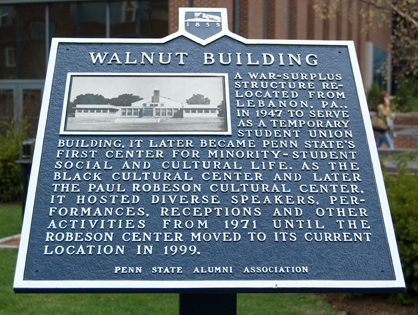 1855
WALNUT BUILDING
A WAR-SURPLUS
STRUCTURE RE-
LOCATED FROM
LEBANON, PA.,
IN 1947 TO SERVE
AS A TEMPORARY
STUDENT UNION
BUILDING, IT LATER BECAME PENN STATE'S
FIRST CENTER FOR MINORITY-STUDENT
SOCIAL AND CULTURAL LIFE. AS THE
BLACK CULTURAL CENTER AND LATER
THE PAUL ROBESON CULTURAL CENTER,
IT HOSTED DIVERSE SPEAKERS, PER-
FORMANCES, RECEPTIONS AND OTHER
ACTIVITIES FROM 1971 UNTIL THE
ROBESON CENTER MOVED TO ITS CURRENT
LOCATION IN 1999.
PENN STATE ALUMNI ASSOCIATION